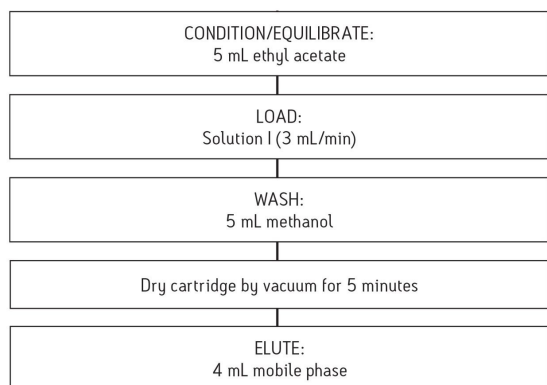 CONDITION/EQUILIBRATE:
5 mL ethyl acetate
LOAD:
Solution I (3 mL/min)
WASH:
5 mL methanol
Dry cartridge by vacuum for 5 minutes
ELUTE:
4 mL mobile phase